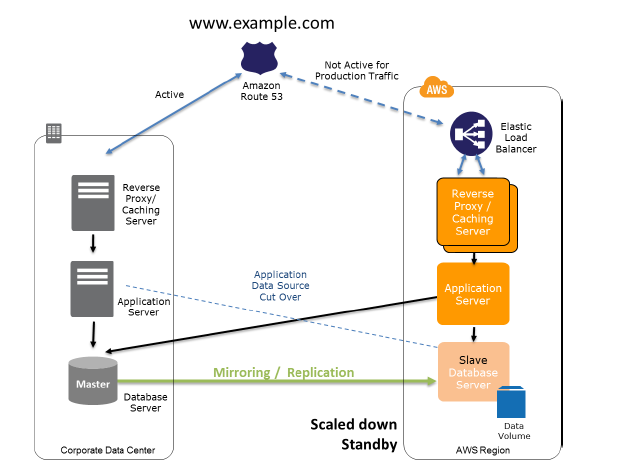 www.example.com
Amazon
Route 53
Active
Not Active for
Production Traffic
AWS
Elastic
Load
Balancer
Reverse
Proxy/
Caching
Server
Reverse
Proxy /
Caching
Server
Application
Data Source
Cut Over
Application
Server
Application
Server
Master
Mirroring / Replication
Slave
Database
Server
Database
Server
Scaled down
Standby
Data
Volume
Corporate Data Center
AWS Region